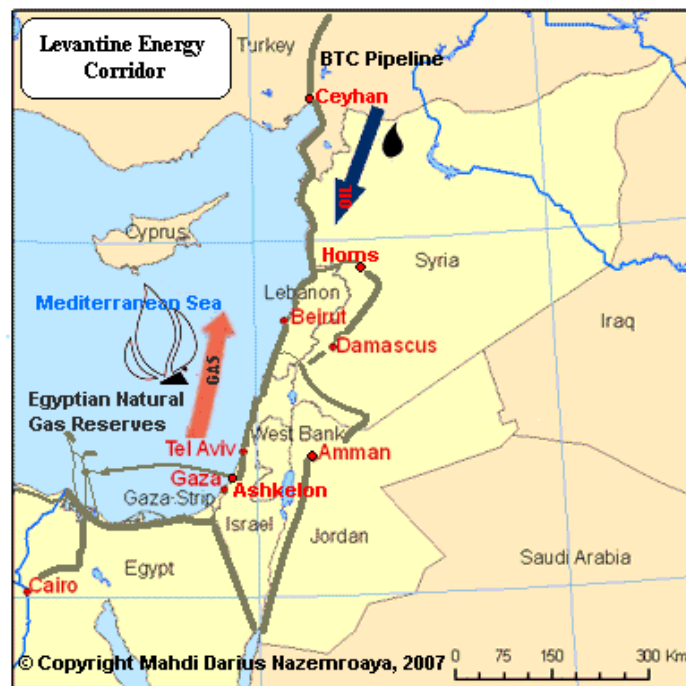 Levantine Energy
Corridor
Turkey
BTC Pipeline
Ceyhan
OIL
Cyprus
Homs
Syria
Mediterranean Sea
Lebanon
Beirut
Iraq
GAS
Damascus
Egyptian Natural
Gas Reserves
West Bank
Tel Aviv
Amman
Gaza
Ashkelon
Gaza-Strip
Israel
Jordan
Egypt
Saudi Arabia
Cairo
© Copyright Mahdi Darius Nazemroaya, 2007
0 75 150 300 Km